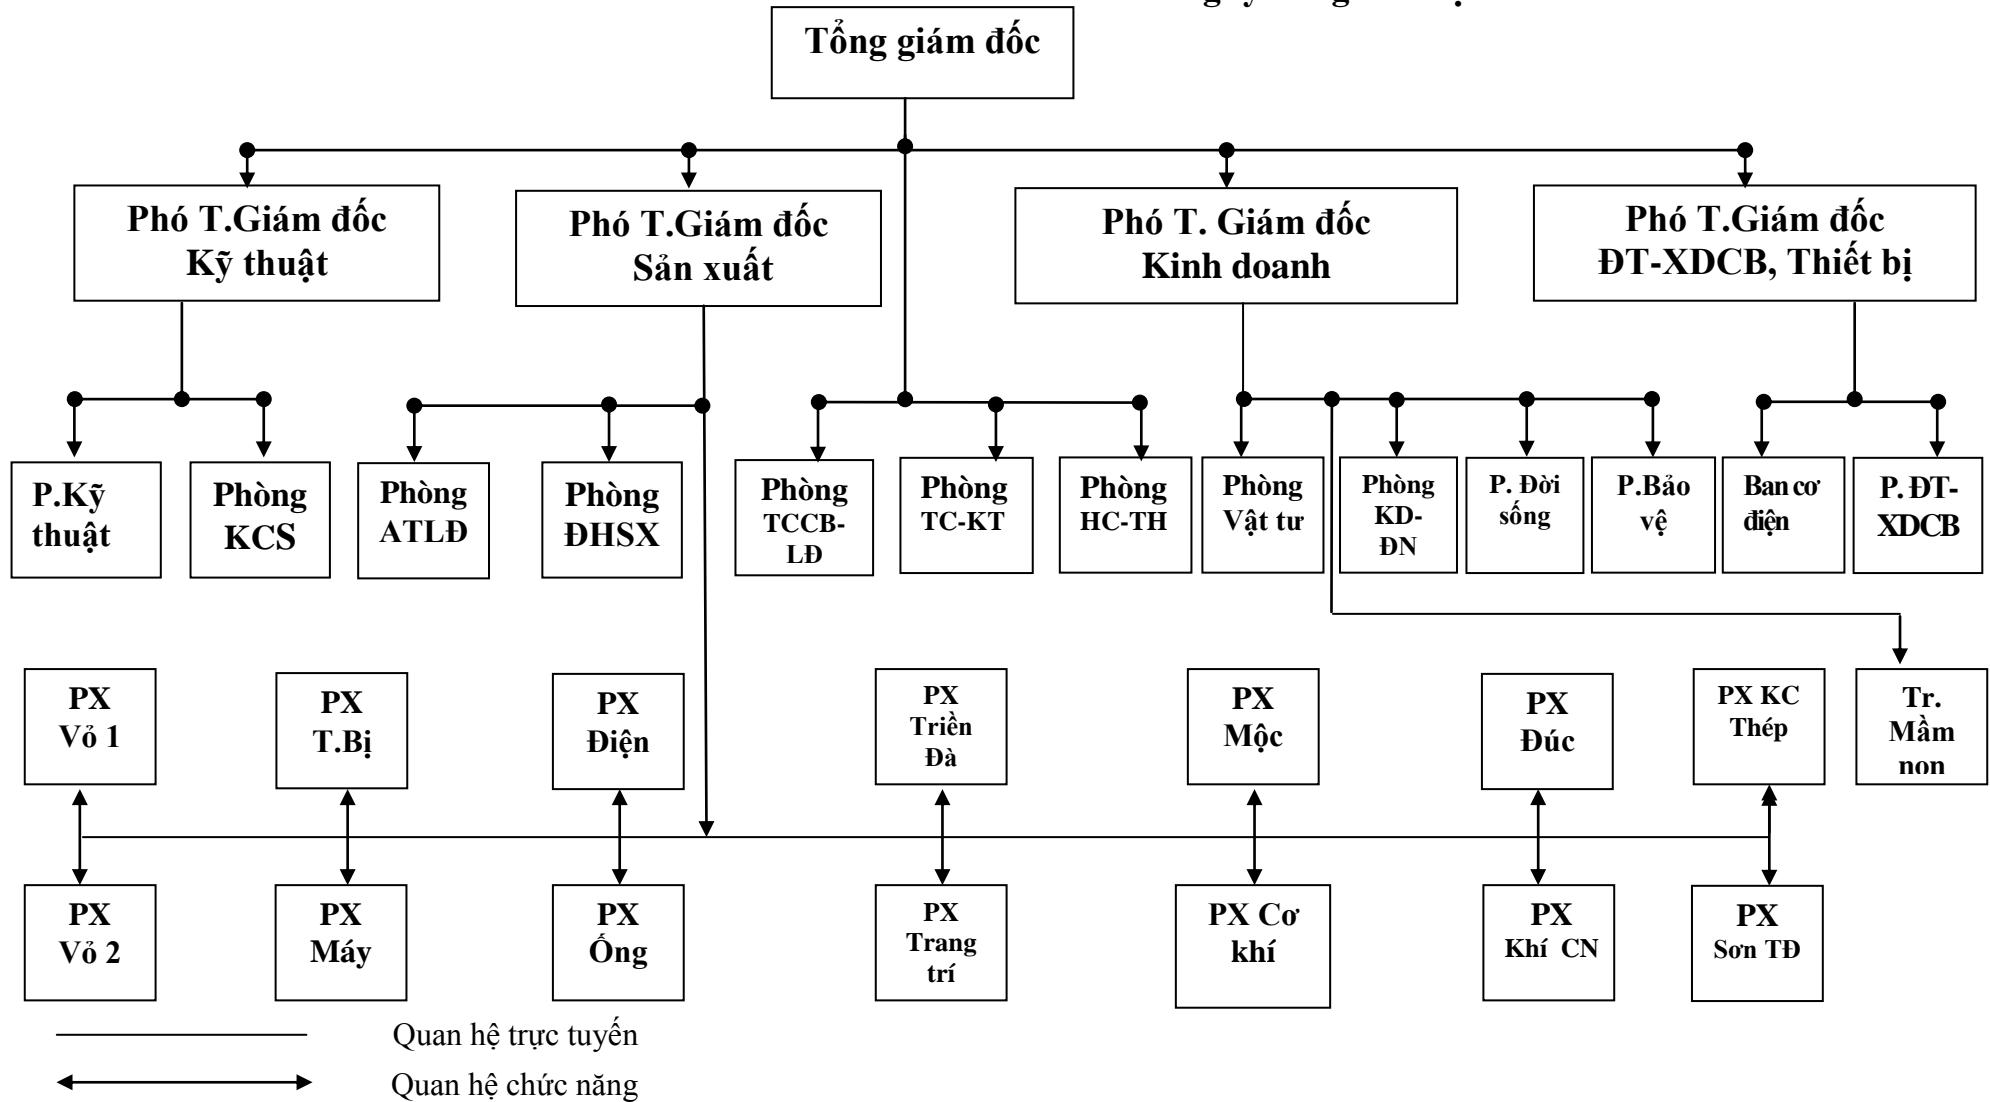 Tổng giám đốc
Phó T.Giám đốc
Kỹ thuật
Phó T.Giám đốc
Sản xuất
Phó T. Giám đốc
Kinh doanh
Phó T.Giám đốc
ĐT-XDCB, Thiết bị
P.Kỹ
thuật
Phòng
KCS
Phòng
ATLĐ
Phòng
ĐHSX
Phòng
TCCB-
LĐ
Phòng
TC-KT
Phòng
HC-TH
Phòng
Vật tư
Phòng
KD-
ĐN
P. Đời
sống
P.Bảo
vệ
Ban cơ
điện
P. ĐT-
XDCB
PX
Vỏ 1
PX
T.Bị
PX
Điện
PX
Triền
Đà
PX
Mộc
PX
Đúc
PX KC
Thép
Tr.
Mầm
non
PX
Vỏ 2
PX
Máy
PX
Ống
PX
Trang
trí
PX Cơ
khí
PX
Khí CN
PX
Sơn TĐ
Quan hệ trực tuyến
Quan hệ chức năng